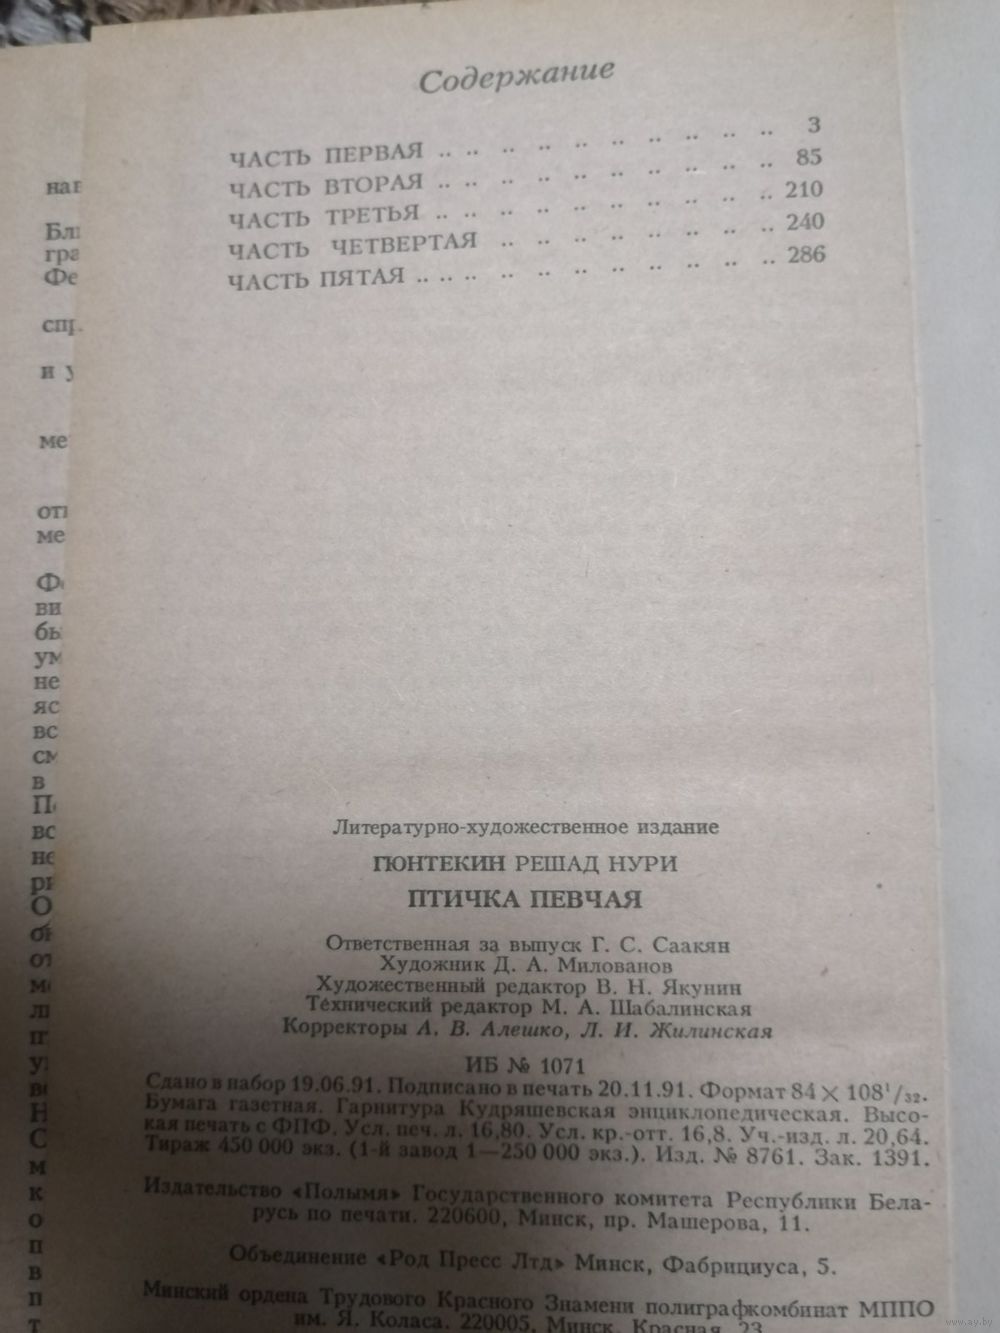 Содержание
ЧАСТЬ ПЕРВАЯ .. .. .. .. .. .. .. .. .. .. 3
ЧАСТЬ ВТОРАЯ .. .. .. .. .. .. .. .. .. .. 85
ЧАСТЬ ТРЕТЬЯ .. .. .. .. .. .. .. .. .. .. 210
ЧАСТЬ ЧЕТВЕРТАЯ .. .. .. .. .. .. .. .. 240
ЧАСТЬ ПЯТАЯ .. .. .. .. .. .. .. .. .. .. 286
Литературно-художественное издание
ГЮНТЕКИН РЕШАД НУРИ
ПТИЧКА ПЕВЧАЯ
Ответственная за выпуск Г. С. Саакян
Художник Д. А. Милованов
Художественный редактор В. Н. Якунин
Технический редактор М. А. Шабалинская
Корректоры А. В. Алешко, Л. И. Жилинская
ИБ № 1071
Сдано в набор 19.06.91. Подписано в печать 20.11.91. Формат 84 × 108¹/₃₂.
Бумага газетная. Гарнитура Кудряшевская энциклопедическая. Высо-
кая печать с ФПФ. Усл. печ. л. 16,80. Усл. кр.-отт. 16,8. Уч.-изд. л. 20,64.
Тираж 450 000 экз. (1-й завод 1—250 000 экз.). Изд. № 8761. Зак. 1391.
Издательство «Полымя» Государственного комитета Республики Бела-
русь по печати. 220600, Минск, пр. Машерова, 11.
Объединение «Род Пресс Лтд» Минск, Фабрициуса, 5.
Минский ордена Трудового Красного Знамени полиграфкомбинат МППО
им. Я. Коласа. 220005, Минск, Красная, 23
www.ay.by